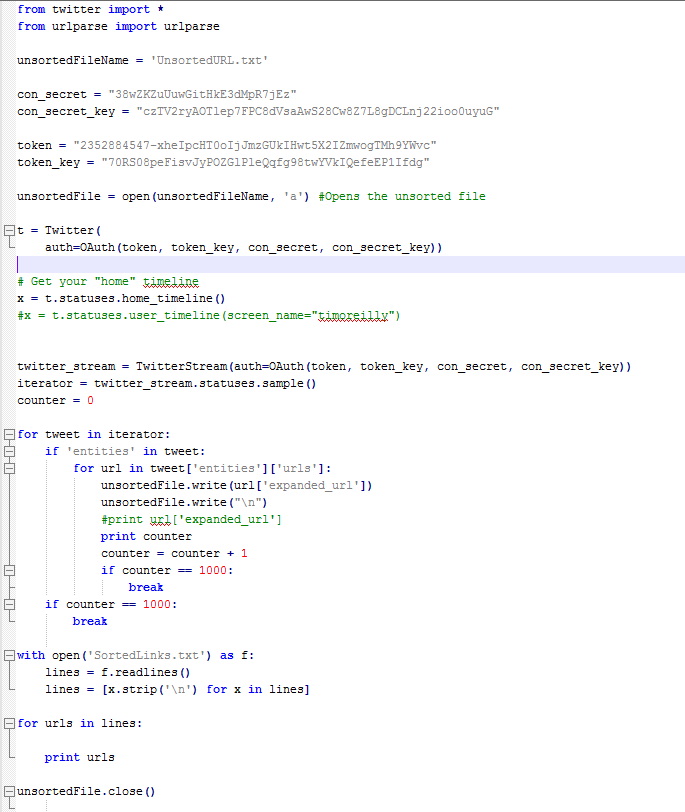 from twitter import *
from urlparse import urlparse
unsortedFileName = 'UnsortedURL.txt'
con_secret = "38wZKZuUuwGitHkE3dMpR7jEz"
con_secret_key = "czTV2ryAOTlep7FPC8dVsaAwS28Cw8Z7L8gDCLnj22ioo0uyuG"
token = "2352884547-xheIpcHT0oIjJmzGUkIHwt5X2IZmwogTMh9YWvc"
token_key = "70RS08peFisvJyPOZGlPleQqfg98twYVkIQefeEP1Ifdg"
unsortedFile = open(unsortedFileName, 'a') #Opens the unsorted file
t = Twitter(
    auth=OAuth(token, token_key, con_secret, con_secret_key))
# Get your "home" timeline
x = t.statuses.home_timeline()
#x = t.statuses.user_timeline(screen_name="timoreilly")
twitter_stream = TwitterStream(auth=OAuth(token, token_key, con_secret, con_secret_key))
iterator = twitter_stream.statuses.sample()
counter = 0
for tweet in iterator:
    if 'entities' in tweet:
        for url in tweet['entities']['urls']:
            unsortedFile.write(url['expanded_url'])
            unsortedFile.write("\n")
            #print url['expanded_url']
            print counter
            counter = counter + 1
            if counter == 1000:
                break
    if counter == 1000:
        break
with open('SortedLinks.txt') as f:
    lines = f.readlines()
    lines = [x.strip('\n') for x in lines]
for urls in lines:
    print urls
unsortedFile.close()